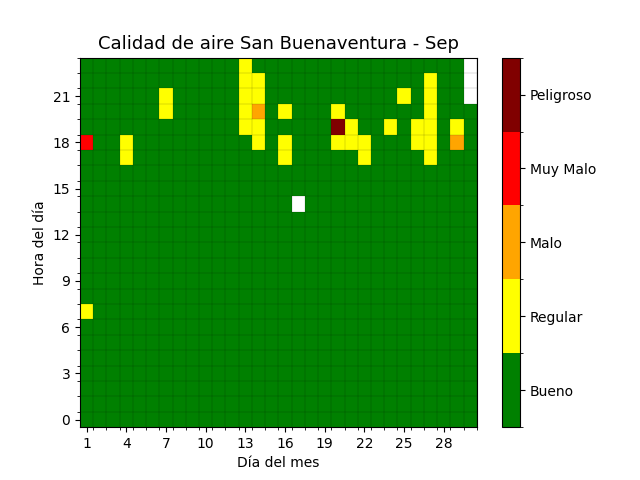 Calidad de aire San Buenaventura - Sep
Hora del día
21
18
15
12
9
6
3
0
1 4 7 10 13 16 19 22 25 28
Día del mes
Peligroso
Muy Malo
Malo
Regular
Bueno